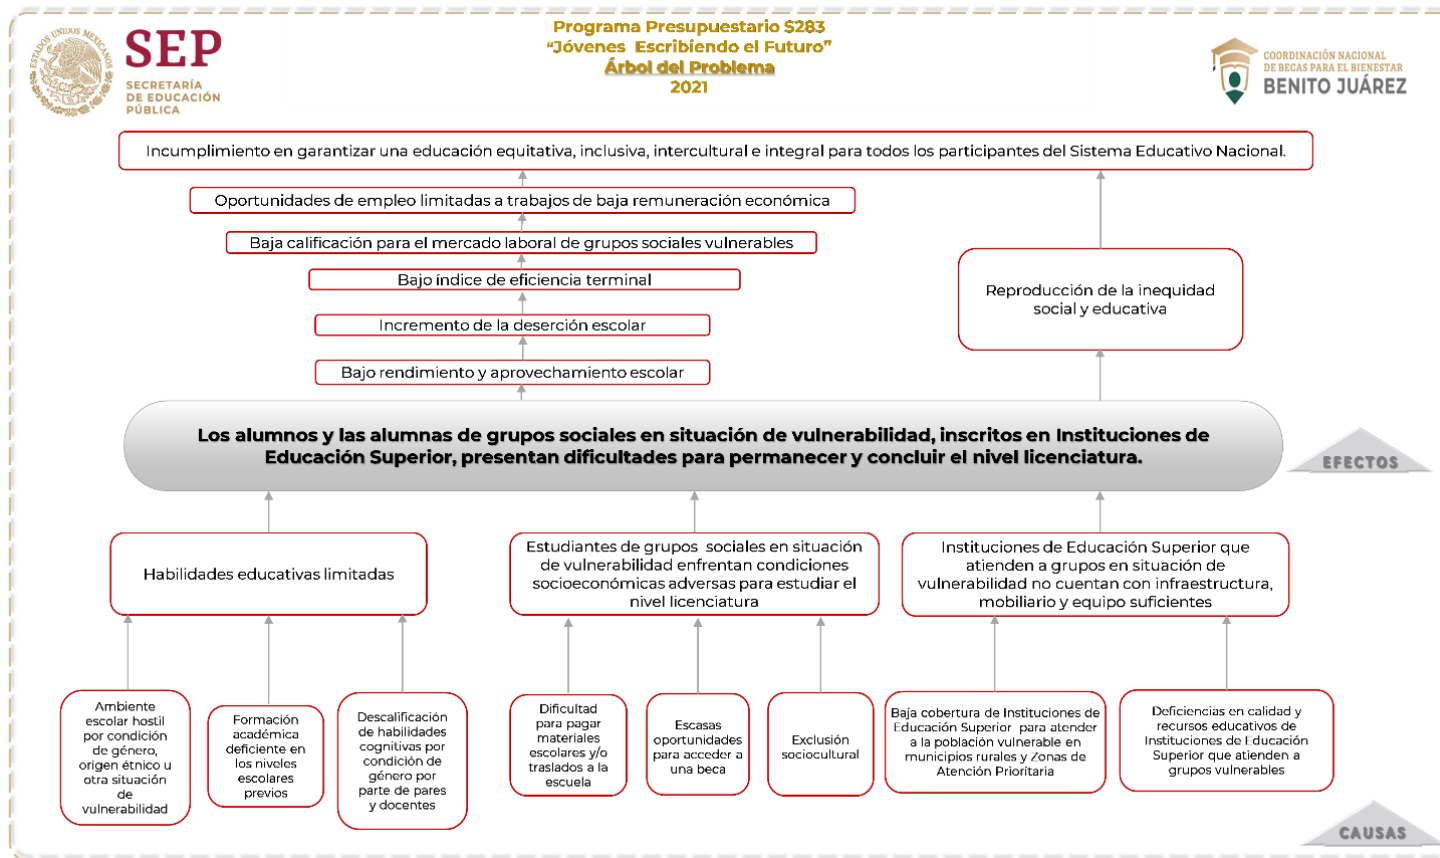 Programa Presupuestario S283
“Jóvenes Escribiendo el Futuro”
Árbol del Problema
2021
ESTADOS UNIDOS MEXICANOS
SEP
SECRETARÍA
DE EDUCACIÓN
PÚBLICA
COORDINACIÓN NACIONAL
DE BECAS PARA EL BIENESTAR
BENITO JUÁREZ
Incumplimiento en garantizar una educación equitativa, inclusiva, intercultural e integral para todos los participantes del Sistema Educativo Nacional.
Oportunidades de empleo limitadas a trabajos de baja remuneración económica
Baja calificación para el mercado laboral de grupos sociales vulnerables
Bajo índice de eficiencia terminal
Incremento de la deserción escolar
Bajo rendimiento y aprovechamiento escolar
Reproducción de la inequidad
social y educativa
Los alumnos y las alumnas de grupos sociales en situación de vulnerabilidad, inscritos en Instituciones de
Educación Superior, presentan dificultades para permanecer y concluir el nivel licenciatura.
EFECTOS
Habilidades educativas limitadas
Estudiantes de grupos sociales en situación
de vulnerabilidad enfrentan condiciones
socioeconómicas adversas para estudiar el
nivel licenciatura
Instituciones de Educación Superior que
atienden a grupos en situación de
vulnerabilidad no cuentan con infraestructura,
mobiliario y equipo suficientes
Ambiente
escolar hostil
por condición
de género,
origen étnico u
otra situación
de
vulnerabilidad
Formación
académica
deficiente en
los niveles
escolares
previos
Descalificación
de habilidades
cognitivas por
condición de
género por
parte de pares
y docentes
Dificultad
para pagar
materiales
escolares y/o
traslados a la
escuela
Escasas
oportunidades
para acceder a
una beca
Exclusión
sociocultural
Baja cobertura de Instituciones de
Educación Superior para atender
a la población vulnerable en
municipios rurales y Zonas de
Atención Prioritaria
Deficiencias en calidad y
recursos educativos de
Instituciones de Educación
Superior que atienden a
grupos vulnerables
CAUSAS